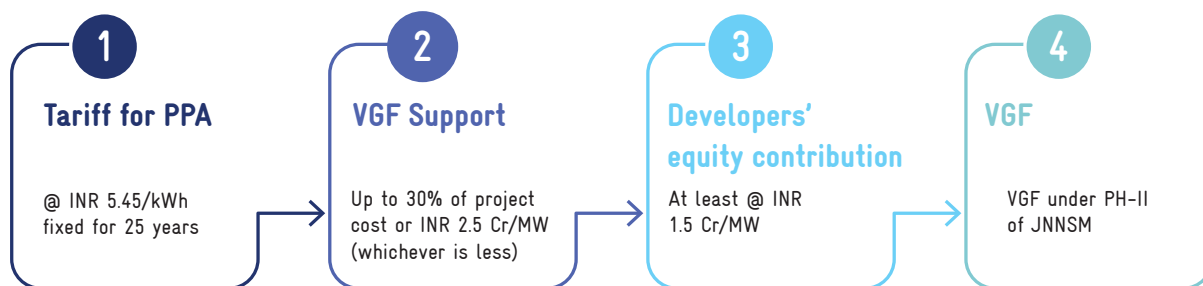 1
Tariff for PPA
@ INR 5.45/kWh
fixed for 25 years
2
VGF Support
Up to 30% of project
cost or INR 2.5 Cr/MW
(whichever is less)
3
Developers'
equity contribution
At least @ INR
1.5 Cr/MW
4
VGF
VGF under PH-II
of JNNSM